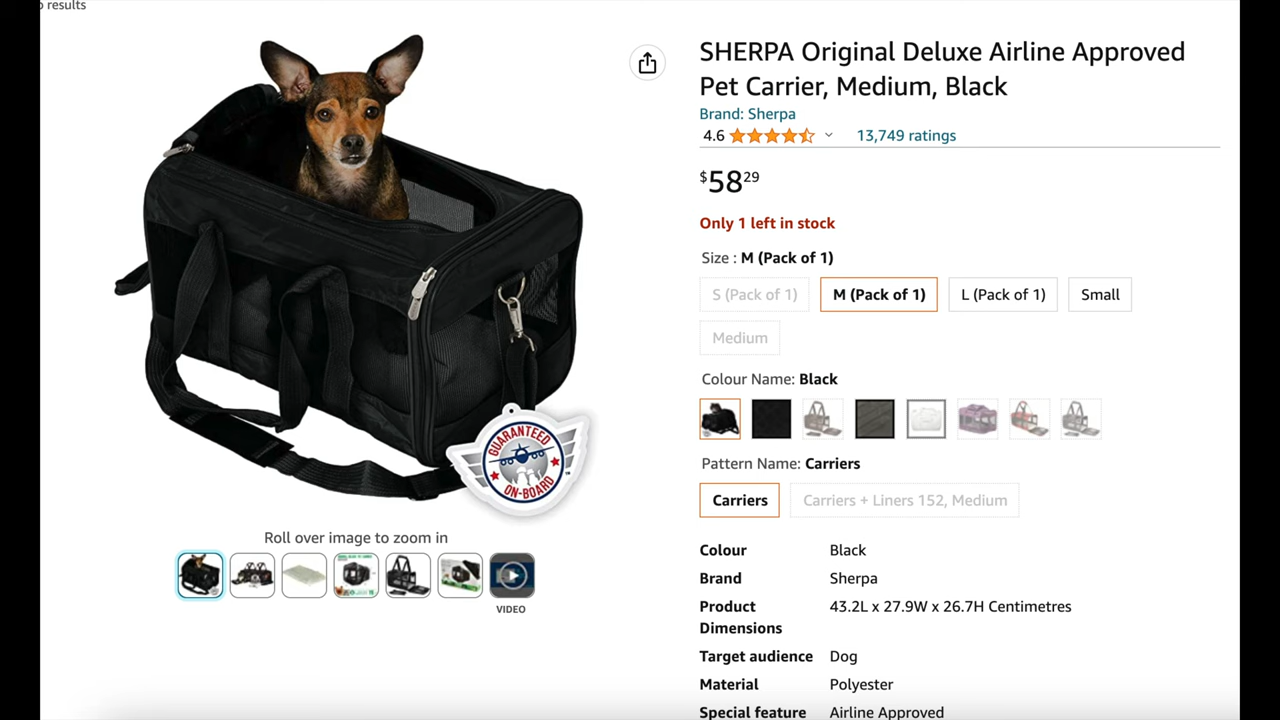 results
SHERPA Original Deluxe Airline Approved
Pet Carrier, Medium, Black
Brand: Sherpa
4.6
13,749 ratings
$58 29
Only 1 left in stock
Size : M (Pack of 1)
S (Pack of 1)
M (Pack of 1)
L (Pack of 1)
Small
Medium
Colour Name: Black
Pattern Name: Carriers
Carriers
Carriers + Liners 152, Medium
Colour Black
Brand Sherpa
Product Dimensions 43.2L x 27.9W x 26.7H Centimetres
Target audience Dog
Material Polyester
Special feature Airline Approved
GUARANTEED
ON-BOARD
Roll over image to zoom in
VIDEO